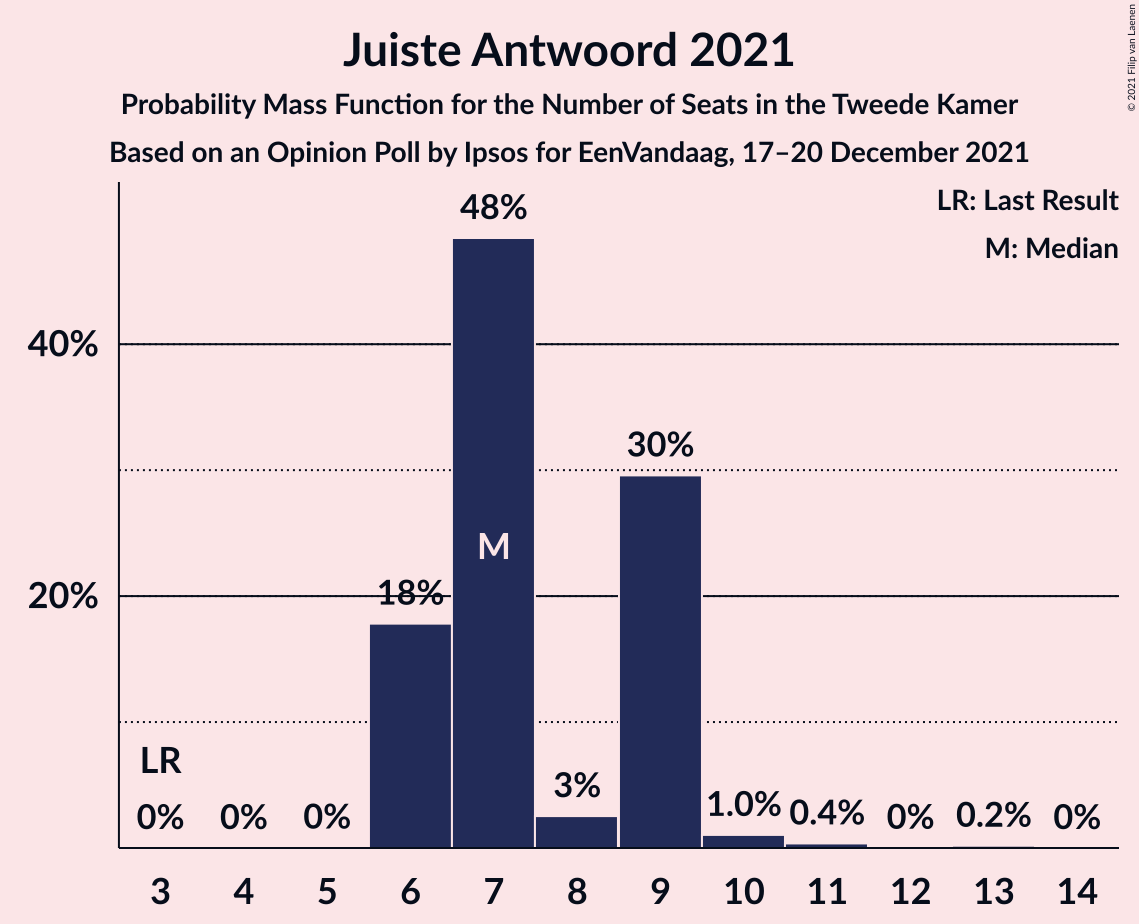 Juiste Antwoord 2021
Probability Mass Function for the Number of Seats in the Tweede Kamer
Based on an Opinion Poll by Ipsos for EenVandaag, 17–20 December 2021
© 2021 Filip van Laenen
LR: Last Result
M: Median
48%
40%
30%
M
20%
18%
LR
0% 0% 0% 3% 1.0% 0.4% 0% 0.2% 0%
3 4 5 6 7 8 9 10 11 12 13 14